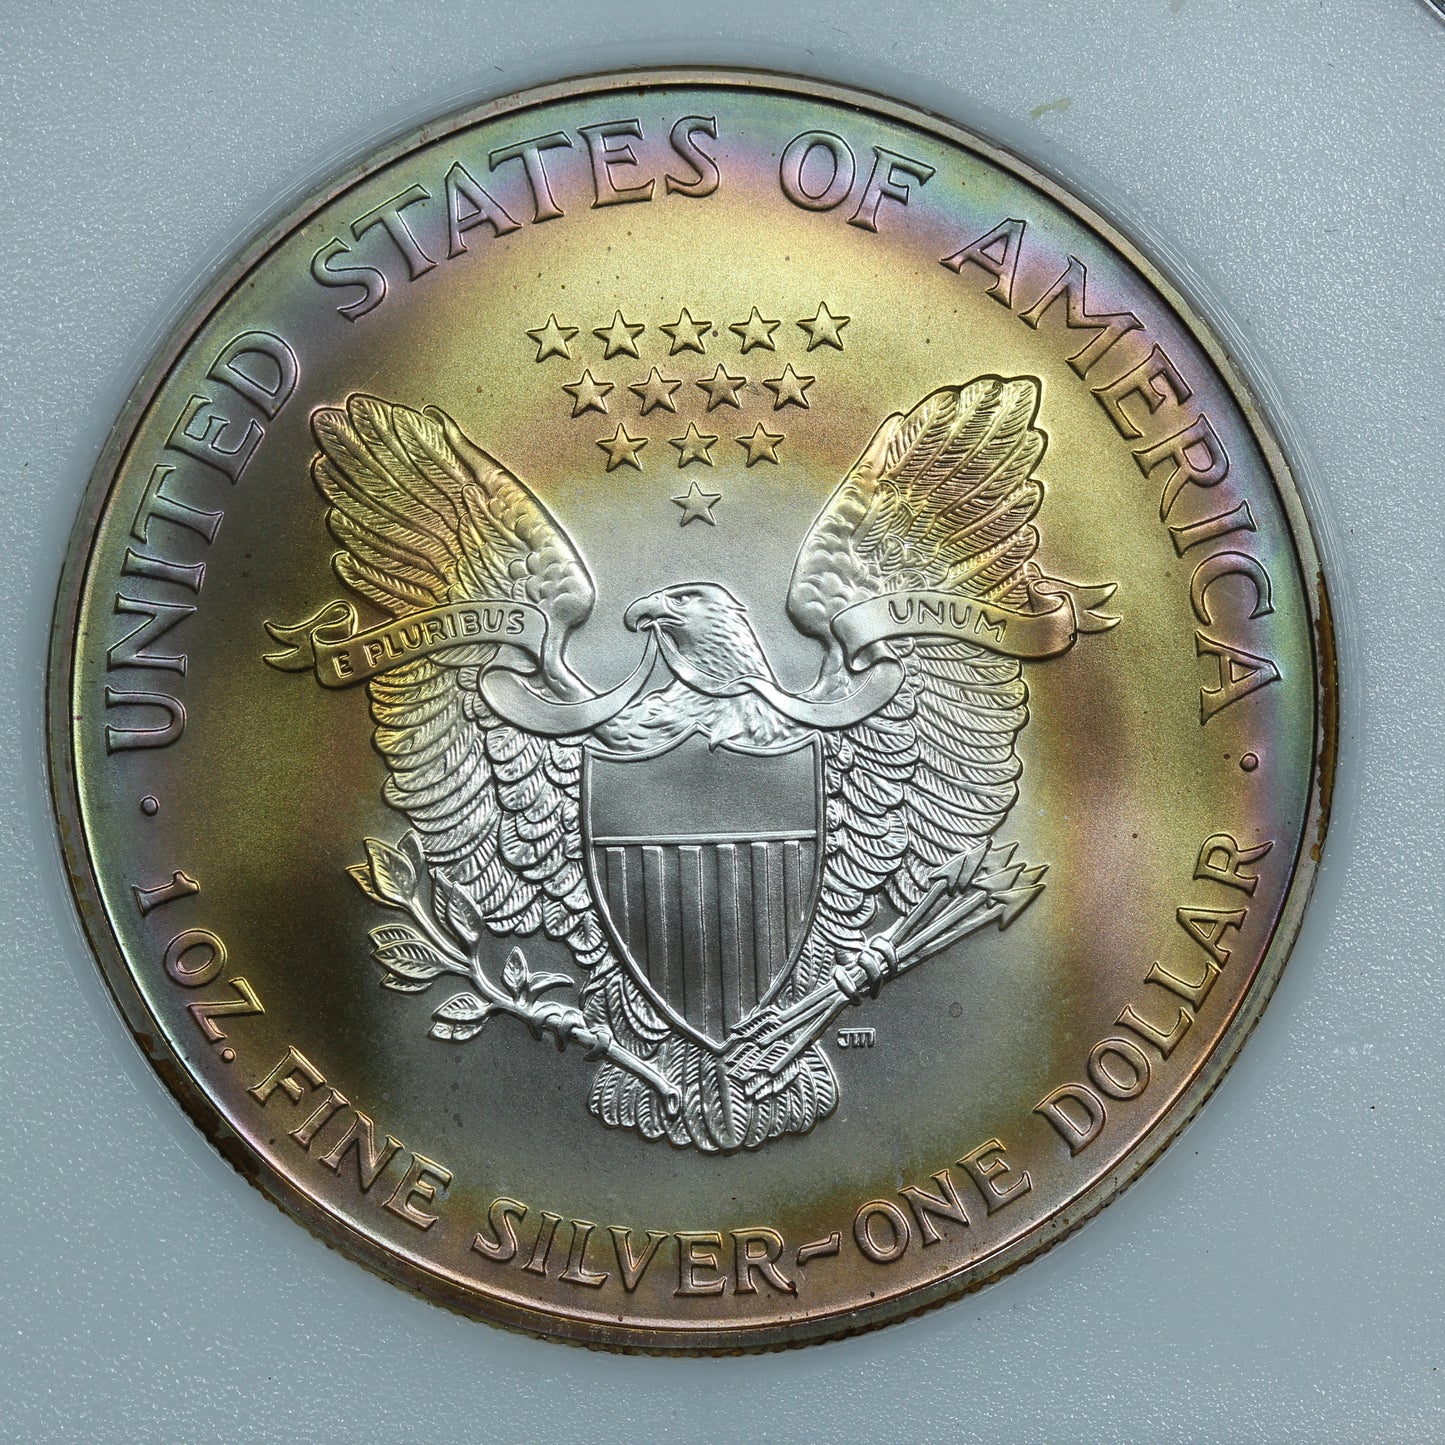 · UNITED STATES OF AMERICA ·
E PLURIBUS UNUM
JM
1 OZ. FINE SILVER~ONE DOLLAR